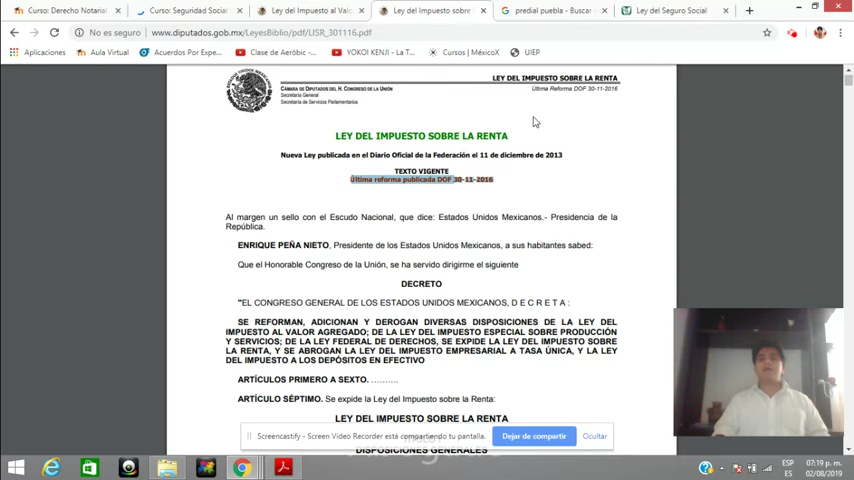 Curso: Derecho Notarial
Curso: Seguridad Social
Ley del Impuesto al Valor
Ley del Impuesto sobre
predial puebla - Buscar
Ley del Seguro Social
No es seguro
www.diputados.gob.mx/LeyesBiblio/pdf/LISR_301116.pdf
Aplicaciones
Aula Virtual
Acuerdos Por Expe...
Clase de Aeróbic...
YOKOI KENJI - La T...
Cursos | MéxicoX
UIEP
CÁMARA DE DIPUTADOS DEL H. CONGRESO DE LA UNIÓN
Secretaría General
Secretaría de Servicios Parlamentarios
LEY DEL IMPUESTO SOBRE LA RENTA
Última Reforma DOF 30-11-2016
LEY DEL IMPUESTO SOBRE LA RENTA
Nueva Ley publicada en el Diario Oficial de la Federación el 11 de diciembre de 2013
TEXTO VIGENTE
Última reforma publicada DOF 30-11-2016
Al margen un sello con el Escudo Nacional, que dice: Estados Unidos Mexicanos.- Presidencia de la
República.
ENRIQUE PEÑA NIETO, Presidente de los Estados Unidos Mexicanos, a sus habitantes sabed:
Que el Honorable Congreso de la Unión, se ha servido dirigirme el siguiente
DECRETO
"EL CONGRESO GENERAL DE LOS ESTADOS UNIDOS MEXICANOS, D E C R E T A :
SE REFORMAN, ADICIONAN Y DEROGAN DIVERSAS DISPOSICIONES DE LA LEY DEL
IMPUESTO AL VALOR AGREGADO; DE LA LEY DEL IMPUESTO ESPECIAL SOBRE PRODUCCIÓN
Y SERVICIOS; DE LA LEY FEDERAL DE DERECHOS, SE EXPIDE LA LEY DEL IMPUESTO SOBRE
LA RENTA, Y SE ABROGAN LA LEY DEL IMPUESTO EMPRESARIAL A TASA ÚNICA, Y LA LEY
DEL IMPUESTO A LOS DEPÓSITOS EN EFECTIVO
ARTÍCULOS PRIMERO A SEXTO. ..........
ARTÍCULO SÉPTIMO. Se expide la Ley del Impuesto sobre la Renta:
LEY DEL IMPUESTO SOBRE LA RENTA
Screencastify - Screen Video Recorder está compartiendo tu pantalla.
Dejar de compartir
Ocultar
DISPOSICIONES GENERALES
ESP
ES
07:19 p. m.
02/08/2019